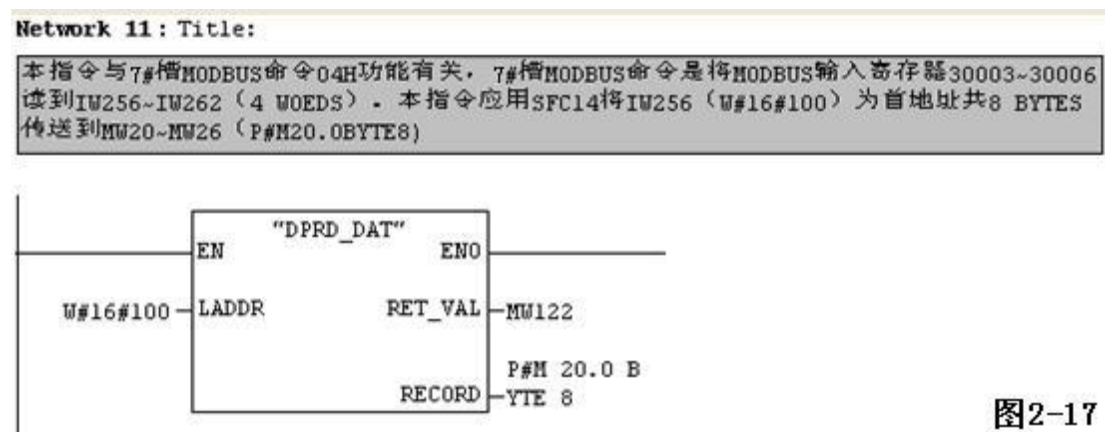 Network 11: Title:
本指令与7#槽MODBUS命令04H功能有关，7#槽MODBUS命令是将MODBUS输入寄存器30003~30006
读到IW256~IW262（4 WOEDS）. 本指令应用SFC14将IW256（W#16#100）为首地址共8 BYTES
传送到MW20~MW26（P#M20.0BYTE8)
"DPRD_DAT"
EN ENO
W#16#100 LADDR RET_VAL MW122
P#M 20.0 B
RECORD YTE 8
图2-17